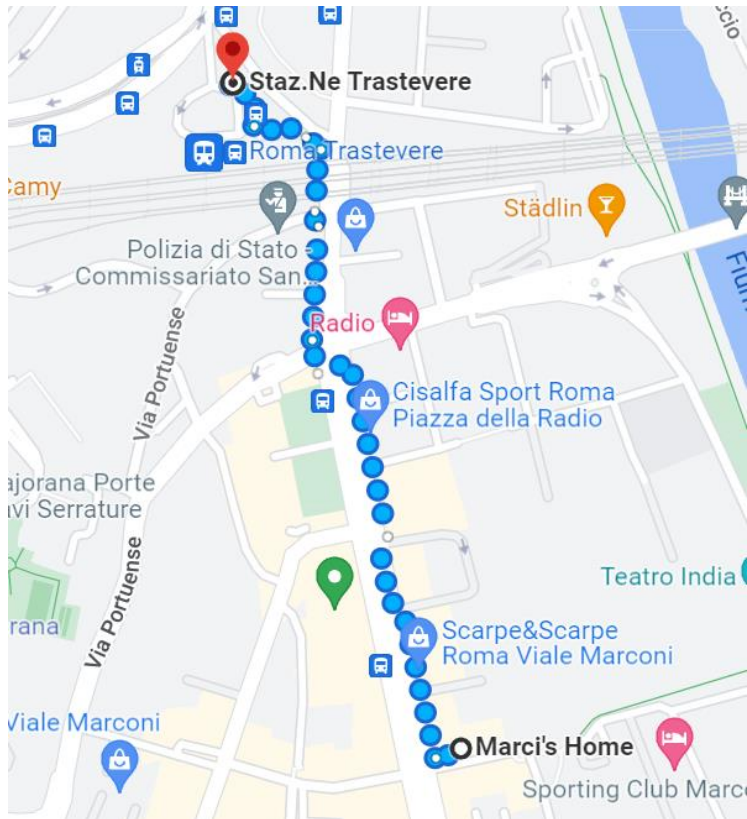 Staz.Ne Trastevere
Roma Trastevere
Camy
Städlin
Polizia di Stato -
Commissariato San...
Fiun
Radio
Via Portuense
Cisalfa Sport Roma
Piazza della Radio
ajorana Porte
avi Serrature
Teatro India
rana
Via Portuense
Scarpe&Scarpe
Roma Viale Marconi
Viale Marconi
Marci's Home
Sporting Club Marco